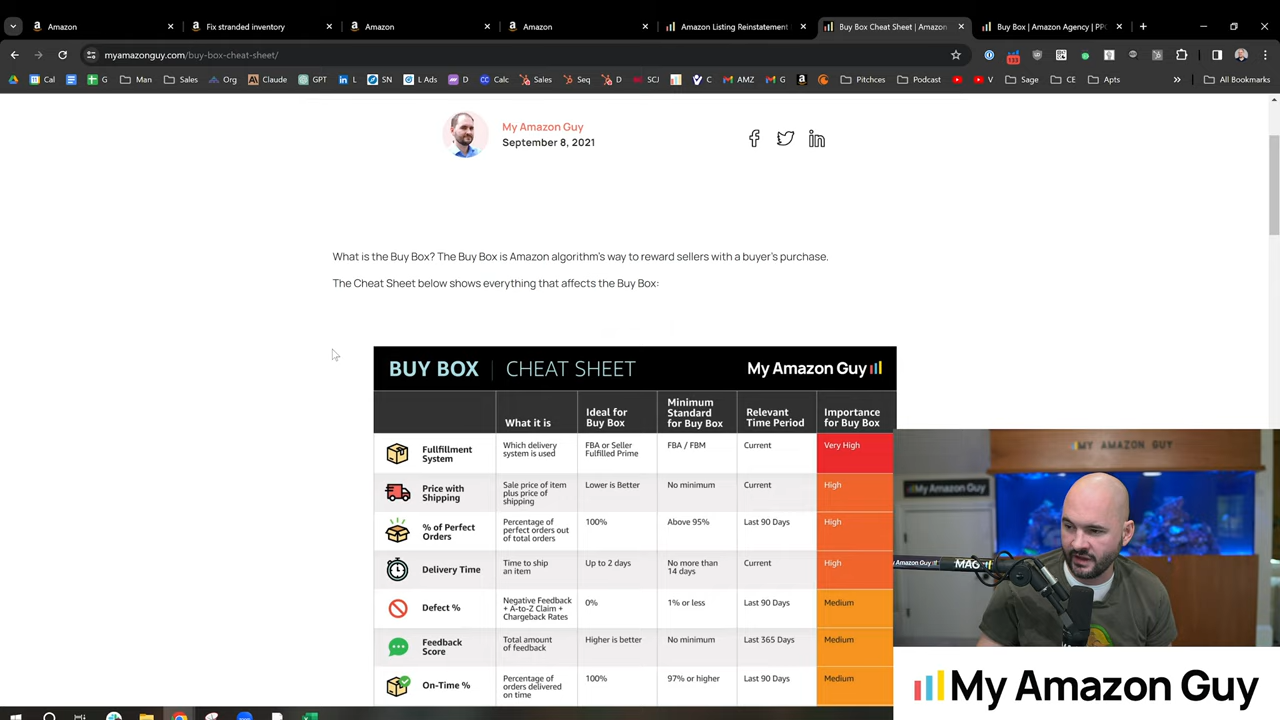 Amazon
Fix stranded inventory
Amazon
Amazon
Amazon Listing Reinstatement
Buy Box Cheat Sheet | Amazon
Buy Box | Amazon Agency | PP
myamazonguy.com/buy-box-cheat-sheet/
Cal
G
Man
Sales
Org
Claude
GPT
L
SN
L Ads
D
Calc
Sales
Seq
D
SCJ
C
AMZ
G
Pitchces
Podcast
V
Sage
CE
Apts
All Bookmarks
My Amazon Guy
September 8, 2021
What is the Buy Box? The Buy Box is Amazon algorithm's way to reward sellers with a buyer's purchase.
The Cheat Sheet below shows everything that affects the Buy Box:
BUY BOX | CHEAT SHEET
My Amazon Guy
What it is
Ideal for
Buy Box
Minimum
Standard
for Buy Box
Relevant
Time Period
Importance
for Buy Box
Fullfillment
System
Which delivery
system is used
FBA or Seller
Fulfilled Prime
FBA / FBM
Current
Very High
Price with
Shipping
Sale price of item
plus price of
shipping
Lower is Better
No minimum
Current
High
% of Perfect
Orders
Percentage of
perfect orders out
of total orders
100%
Above 95%
Last 90 Days
High
Delivery Time
Time to ship
an item
Up to 2 days
No more than
14 days
Current
High
Defect %
Negative Feedback
+ A-to-Z Claim +
Chargeback Rates
0%
1% or less
Last 90 Days
Medium
Feedback
Score
Total amount
of feedback
Higher is better
No minimum
Last 365 Days
Medium
On-Time %
Percentage of
orders delivered
on time
100%
97% or higher
Last 90 Days
Medium
MY AMAZON GUY
My Amazon Guy
My Amazon Guy
MAG
My Amazon Guy